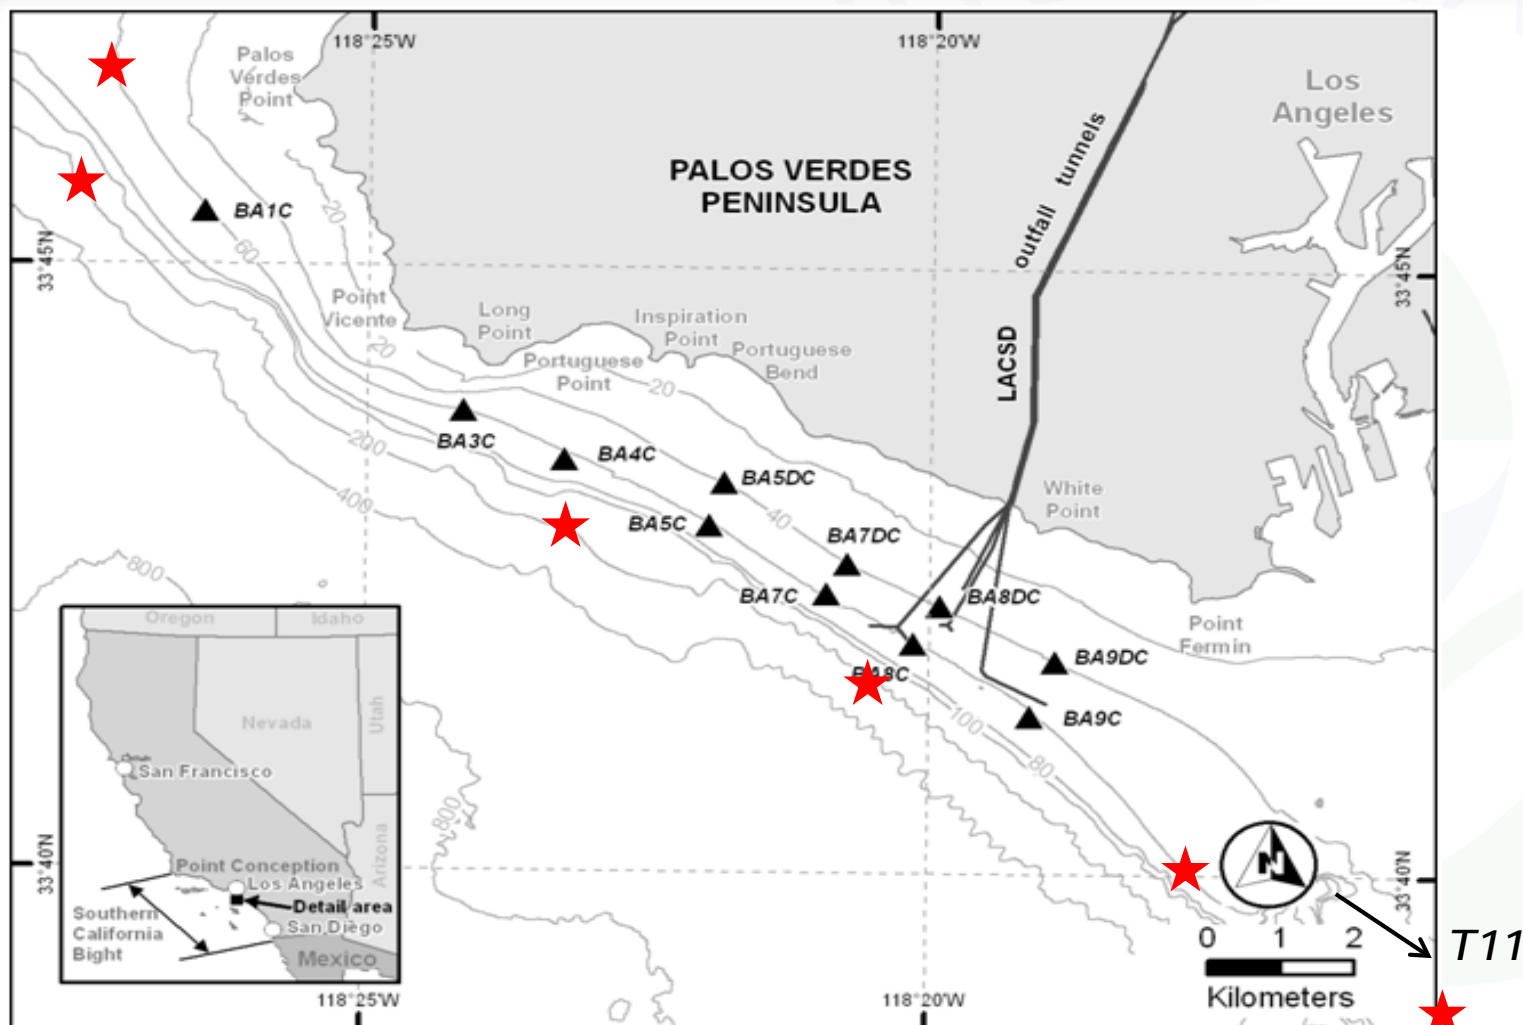 118°25'W
118°20'W
Palos
Verdes
Point
Los
Angeles
PALOS VERDES
PENINSULA
outfall tunnels
BA1C
20
60
33°45'N
33°45'N
Point
Vicente
Long
Point
Inspiration
Point
Portuguese
Bend
Portuguese
Point
20
20
LACSD
BA3C
200
BA4C
BA5DC
400
BA5C
40
White
Point
BA7DC
800
BA7C
BA8DC
Point
Fermin
BA8C
BA9DC
100
BA9C
80
800
Oregon
Idaho
Nevada
Utah
San Francisco
Arizona
Point Conception
Los Angeles
Detail area
Southern
California
Bight
San Diego
Mexico
33°40'N
33°40'N
N
0 1 2
Kilometers
T11
118°25'W
118°20'W